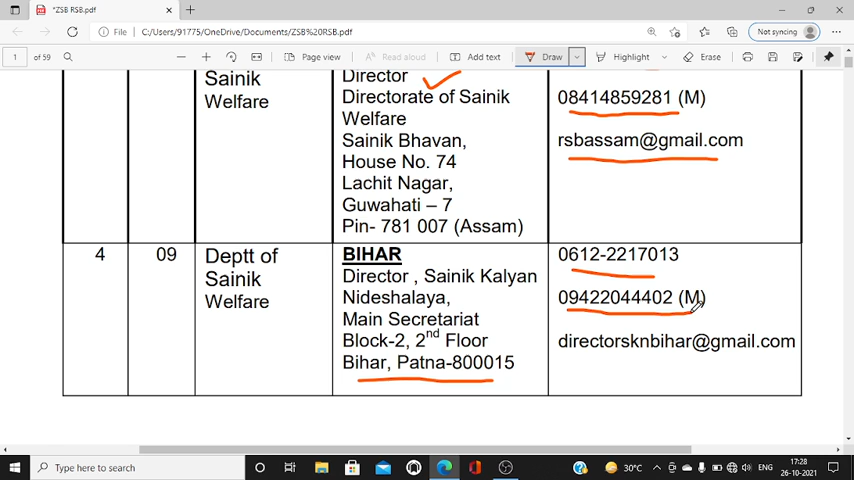 *ZSB RSB.pdf
File
C:/Users/91775/OneDrive/Documents/ZSB%20RSB.pdf
Not syncing
1 of 59
Page view
Read aloud
Add text
Draw
Highlight
Erase
Sainik
Welfare
Director
Directorate of Sainik
Welfare
Sainik Bhavan,
House No. 74
Lachit Nagar,
Guwahati – 7
Pin- 781 007 (Assam)
08414859281 (M)
rsbassam@gmail.com
4
09
Deptt of
Sainik
Welfare
BIHAR
Director , Sainik Kalyan
Nideshalaya,
Main Secretariat
Block-2, 2nd Floor
Bihar, Patna-800015
0612-2217013
09422044402 (M)
directorsknbihar@gmail.com
Type here to search
30°C
ENG
17:28
26-10-2021